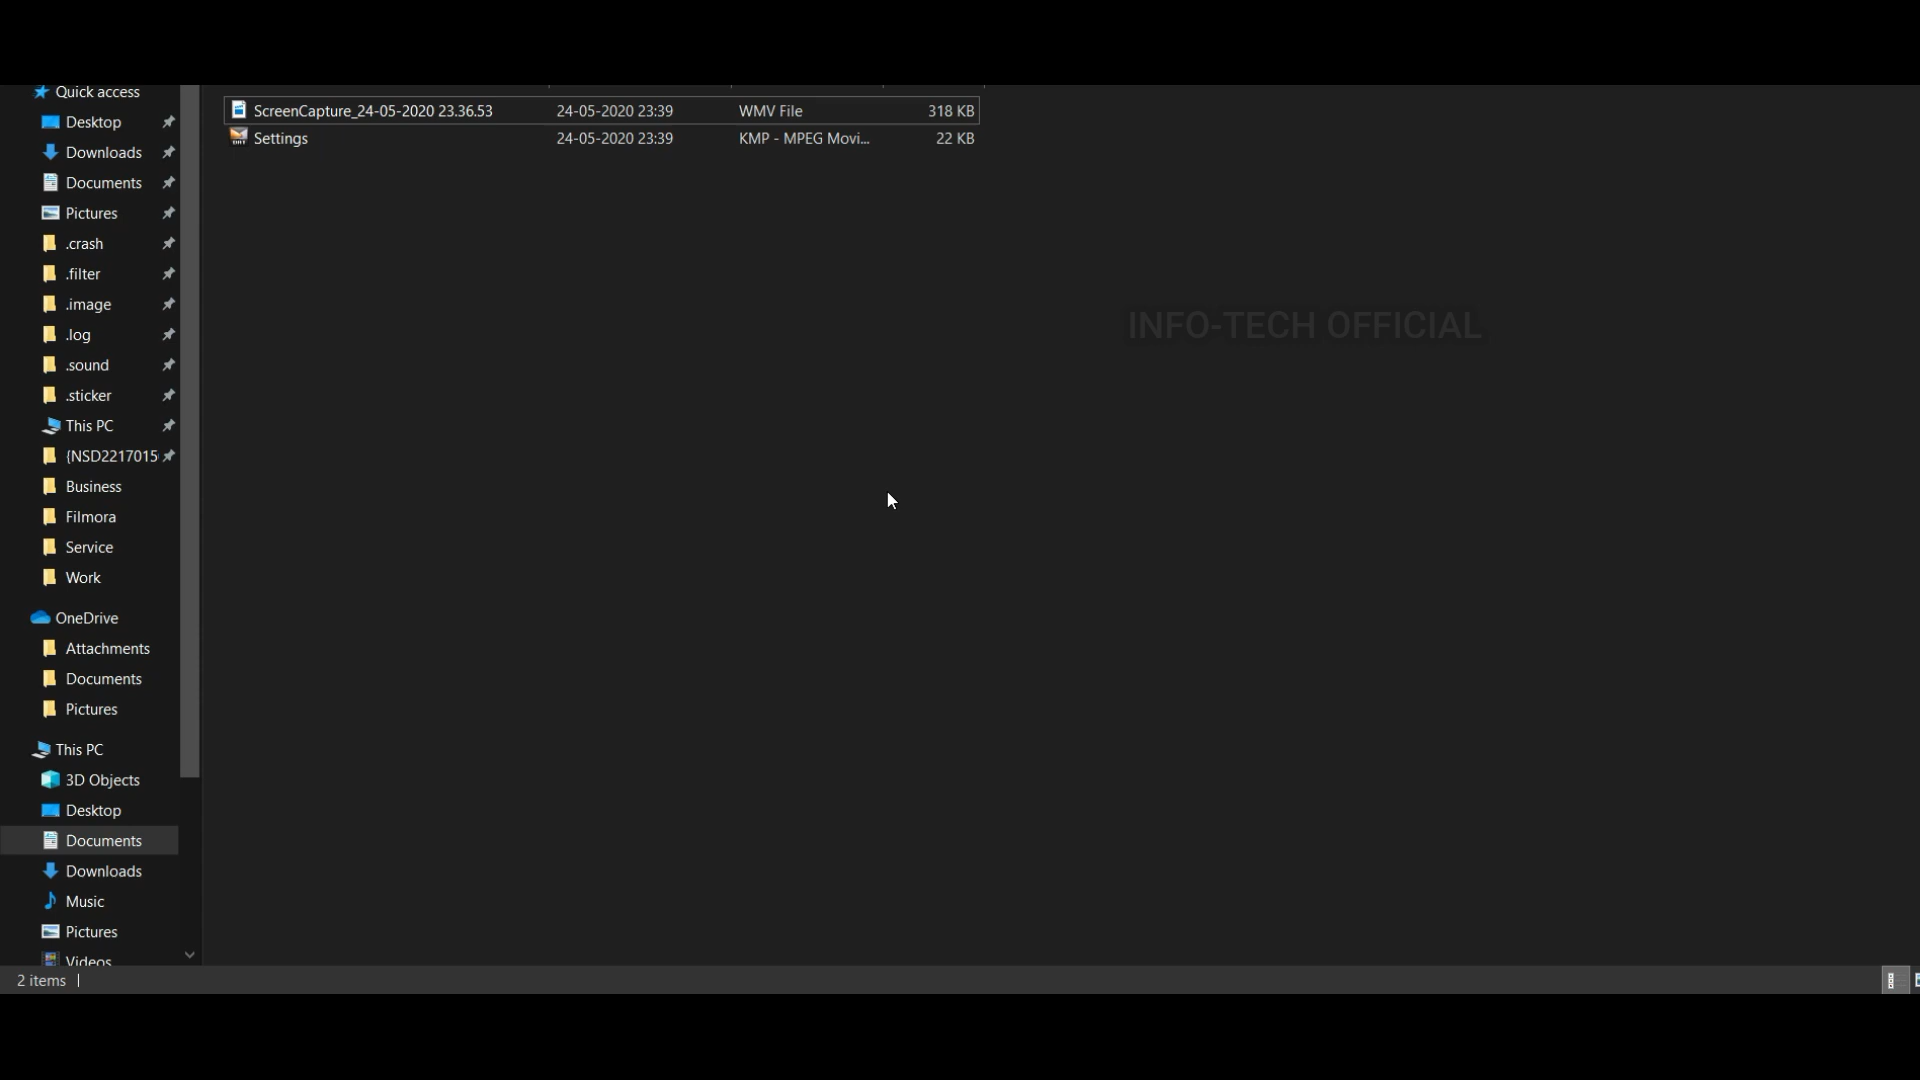 Quick access
Desktop
Downloads
Documents
Pictures
.crash
.filter
.image
.log
.sound
.sticker
This PC
{NSD2217015
Business
Filmora
Service
Work
OneDrive
Attachments
Documents
Pictures
This PC
3D Objects
Desktop
Documents
Downloads
Music
Pictures
Videos
ScreenCapture_24-05-2020 23.36.53 24-05-2020 23:39 WMV File 318 KB
Settings 24-05-2020 23:39 KMP - MPEG Movi... 22 KB
INFO-TECH OFFICIAL
2 items